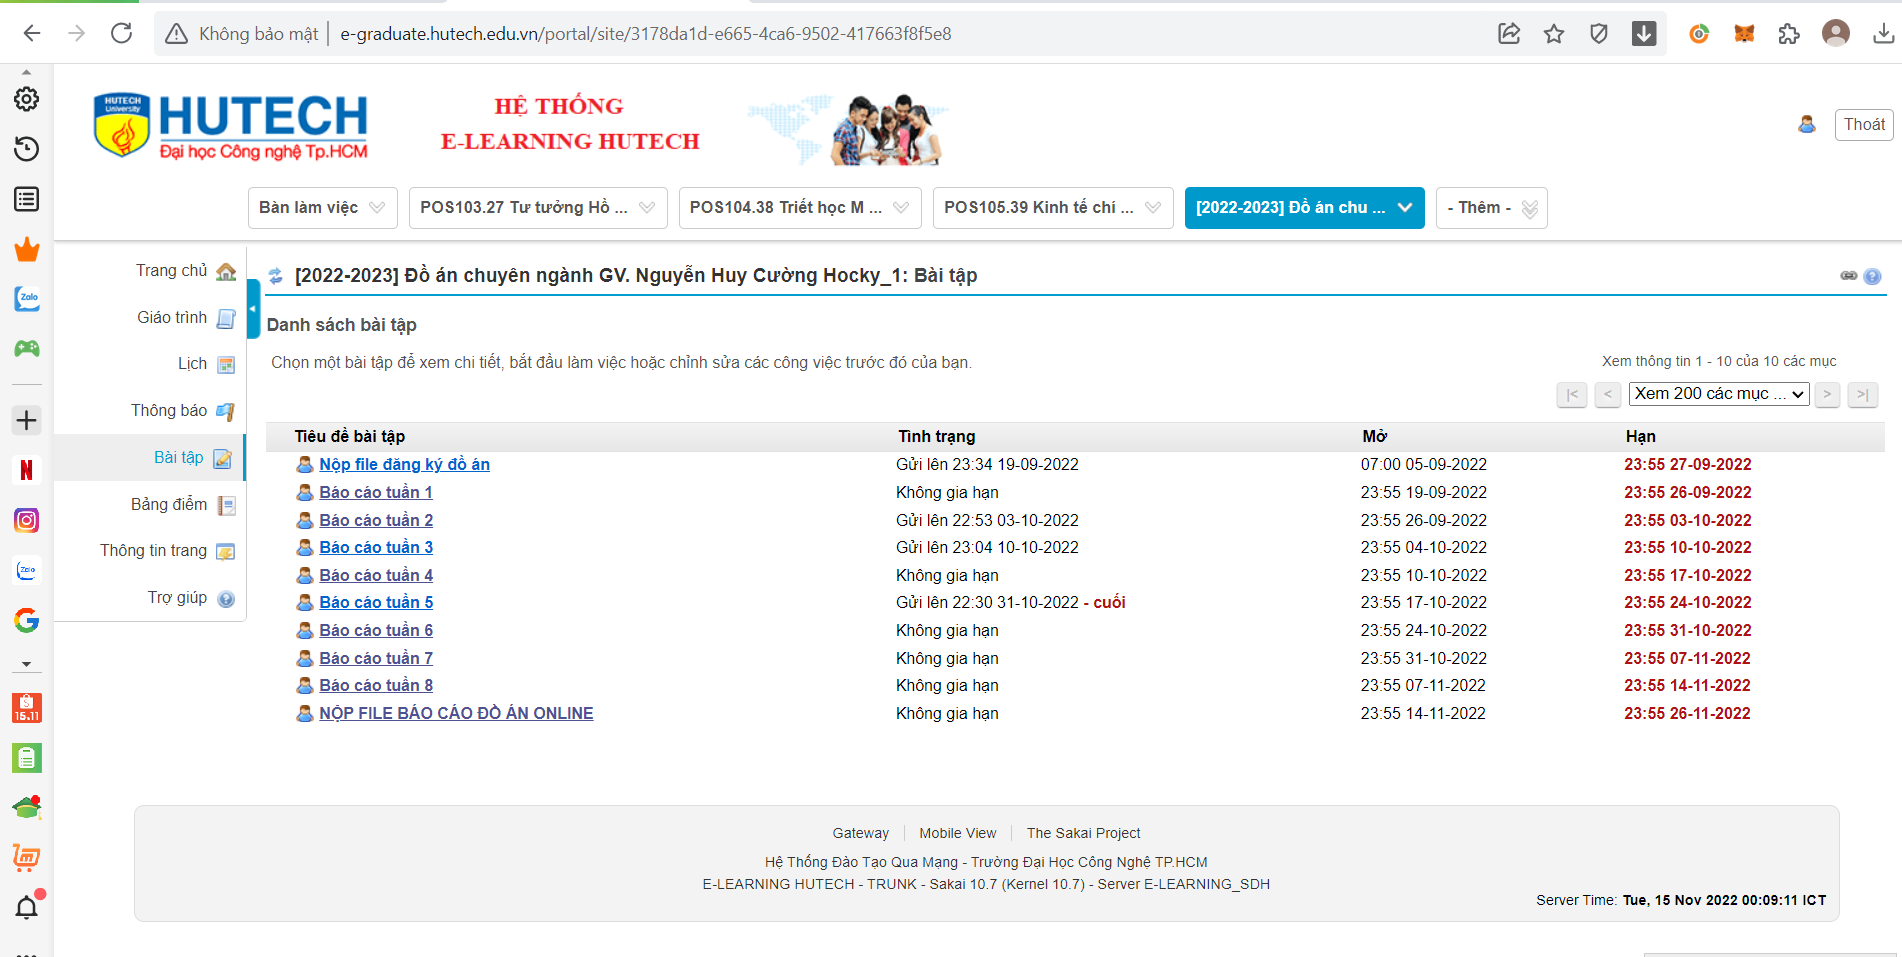 Không bảo mật | e-graduate.hutech.edu.vn/portal/site/3178da1d-e665-4ca6-9502-417663f8f5e8
HUTECH
University
HUTECH
Đại học Công nghệ Tp.HCM
HỆ THỐNG
E-LEARNING HUTECH
Thoát
Bàn làm việc
POS103.27 Tư tưởng Hồ ...
POS104.38 Triết học M ...
POS105.39 Kinh tế chí ...
[2022-2023] Đồ án chu ...
- Thêm -
Trang chủ
Giáo trình
Lịch
Thông báo
Bài tập
Bảng điểm
Thông tin trang
Trợ giúp
Zalo
N
Zalo
15.11
[2022-2023] Đồ án chuyên ngành GV. Nguyễn Huy Cường Hocky_1: Bài tập
Danh sách bài tập
Chọn một bài tập để xem chi tiết, bắt đầu làm việc hoặc chỉnh sửa các công việc trước đó của bạn.
Xem thông tin 1 - 10 của 10 các mục
|< < Xem 200 các mục ... > >|
Tiêu đề bài tập Tình trạng Mở Hạn
Nộp file đăng ký đồ án Gửi lên 23:34 19-09-2022 07:00 05-09-2022 23:55 27-09-2022
Báo cáo tuần 1 Không gia hạn 23:55 19-09-2022 23:55 26-09-2022
Báo cáo tuần 2 Gửi lên 22:53 03-10-2022 23:55 26-09-2022 23:55 03-10-2022
Báo cáo tuần 3 Gửi lên 23:04 10-10-2022 23:55 04-10-2022 23:55 10-10-2022
Báo cáo tuần 4 Không gia hạn 23:55 10-10-2022 23:55 17-10-2022
Báo cáo tuần 5 Gửi lên 22:30 31-10-2022 - cuối 23:55 17-10-2022 23:55 24-10-2022
Báo cáo tuần 6 Không gia hạn 23:55 24-10-2022 23:55 31-10-2022
Báo cáo tuần 7 Không gia hạn 23:55 31-10-2022 23:55 07-11-2022
Báo cáo tuần 8 Không gia hạn 23:55 07-11-2022 23:55 14-11-2022
NỘP FILE BÁO CÁO ĐỒ ÁN ONLINE Không gia hạn 23:55 14-11-2022 23:55 26-11-2022
Gateway | Mobile View | The Sakai Project
Hệ Thống Đào Tạo Qua Mạng - Trường Đại Học Công Nghệ TP.HCM
E-LEARNING HUTECH - TRUNK - Sakai 10.7 (Kernel 10.7) - Server E-LEARNING_SDH
Server Time: Tue, 15 Nov 2022 00:09:11 ICT